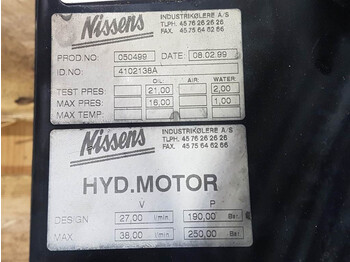 Nissens
INDUSTRIKØLERE A/S
TLPH. 45 76 26 26 26
FAX. 45 75 64 62 66
PROD.NO. 050499 DATE: 08.02.99
ID.NO: 4102138A
OIL: AIR: WATER:
TEST PRES: 21,00 2,00
MAX PRES: 16,00 1,00
MAX TEMP:
Nissens
INDUSTRIKØLERE A/S
TLPH. 45 76 26 26 26
FAX. 45 75 64 62 66
HYD.MOTOR
V P
DESIGN 27,00 l/min 190,00 Bar.
MAX 38,00 l/min 250,00 Bar.